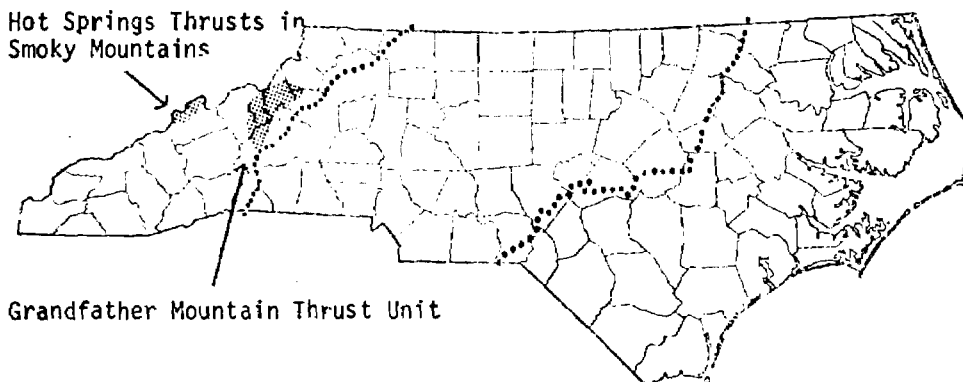 Hot Springs Thrusts in
Smoky Mountains
Grandfather Mountain Thrust Unit